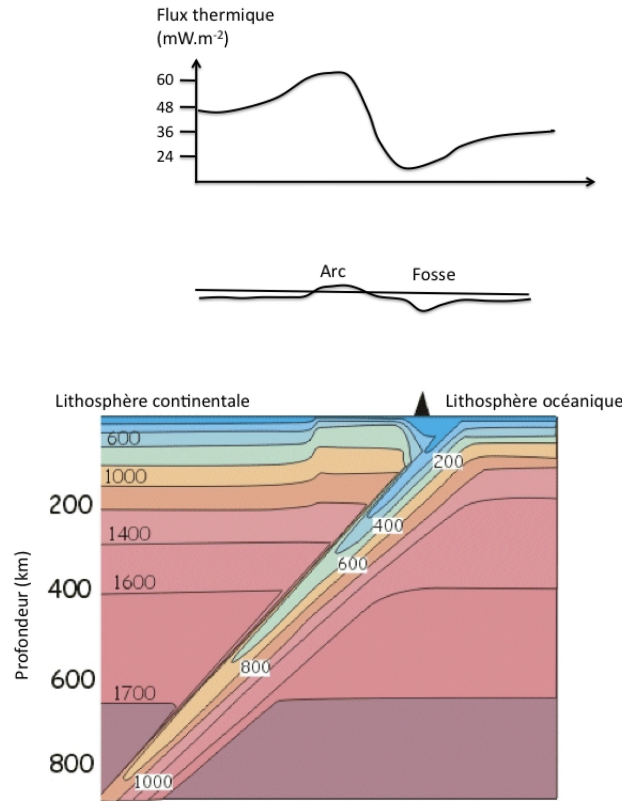 Flux thermique
(mW.m-2)
60
48
36
24
Arc
Fosse
Lithosphère continentale
Lithosphère océanique
600
200
1000
200
400
1400
600
1600
400
800
600
1700
800
1000
Profondeur (km)